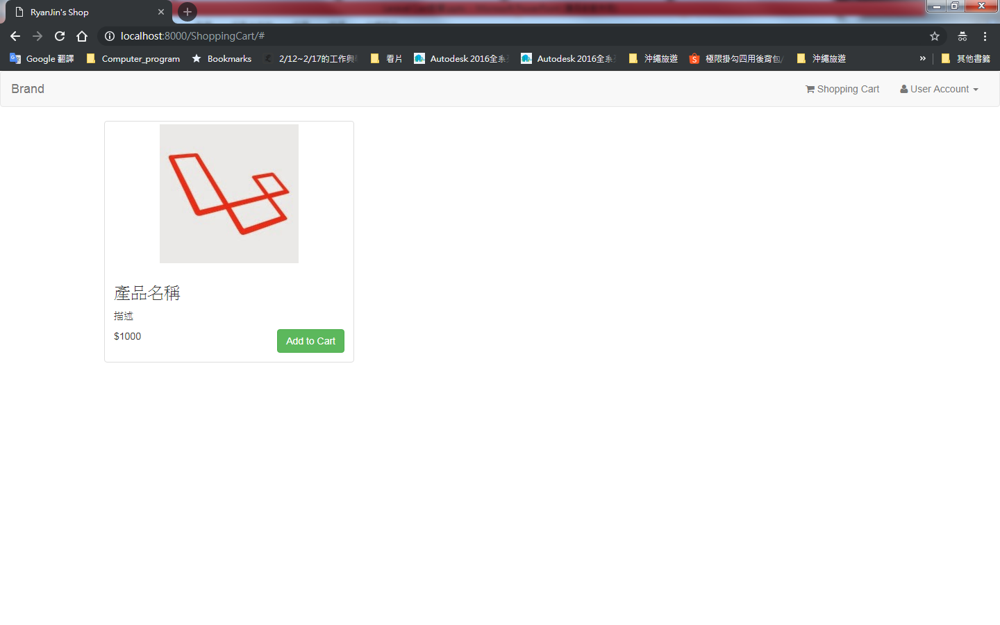 RyanJin's Shop
localhost:8000/ShoppingCart/#
Google 翻譯 Computer_program Bookmarks 2/12~2/17的工作與 看片 Autodesk 2016全系 Autodesk 2016全系 沖繩旅遊 極限掛勾四用後背包 沖繩旅遊 » 其他書籤
Brand Shopping Cart User Account
產品名稱
描述
$1000 Add to Cart